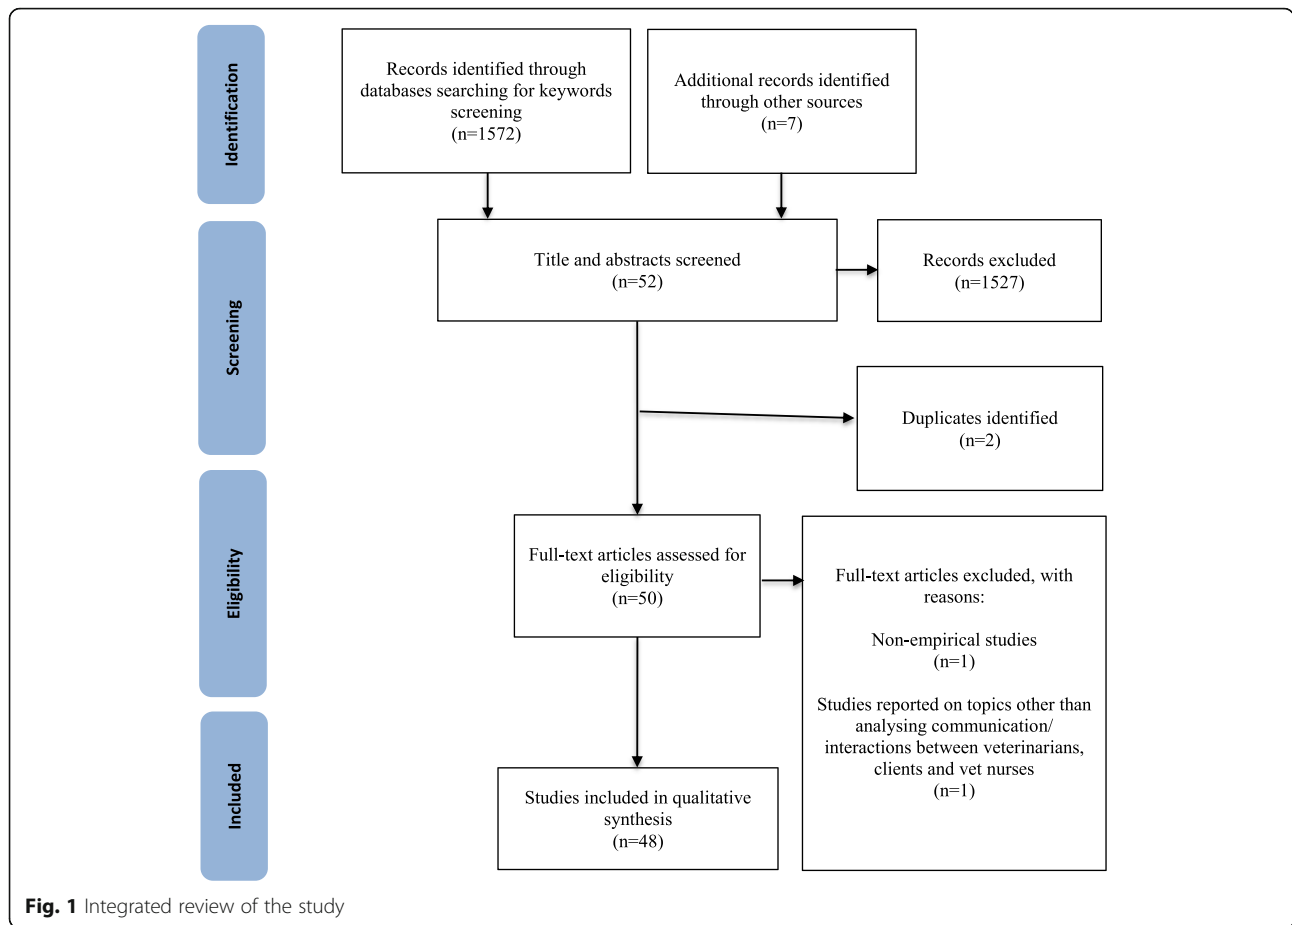 Identification
Records identified through
databases searching for keywords
screening
(n=1572)
Additional records identified
through other sources
(n=7)
Screening
Title and abstracts screened
(n=52)
Records excluded
(n=1527)
Duplicates identified
(n=2)
Eligibility
Full-text articles assessed for
eligibility
(n=50)
Full-text articles excluded, with
reasons:
Non-empirical studies
(n=1)
Studies reported on topics other than
analysing communication/
interactions between veterinarians,
clients and vet nurses
(n=1)
Included
Studies included in qualitative
synthesis
(n=48)
Fig. 1 Integrated review of the study